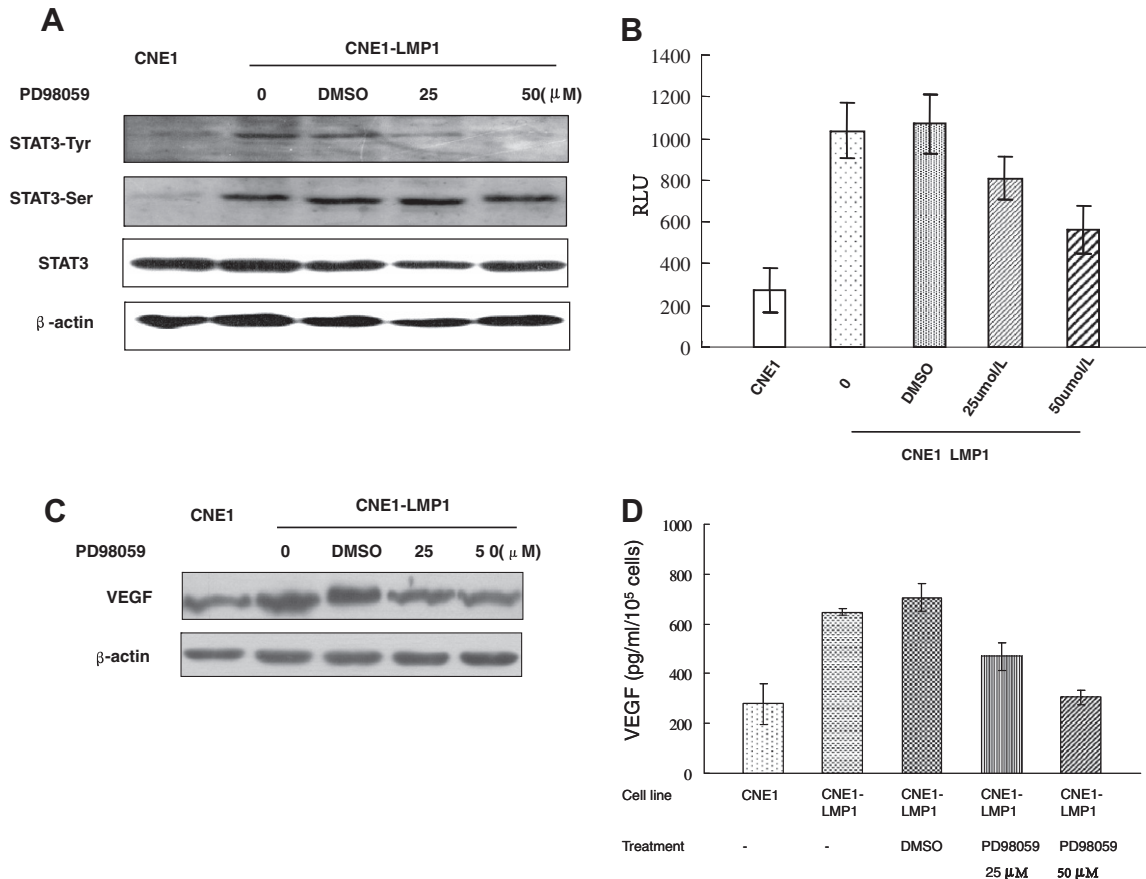 A
CNE1
CNE1-LMP1
PD98059 0 DMSO 25 50(μM)
STAT3-Tyr
STAT3-Ser
STAT3
β-actin
B
1400
1200
1000
800
600
400
200
0
RLU
CNE1 0 DMSO 25umol/L 50umol/L
CNE1 LMP1
C
CNE1
CNE1-LMP1
PD98059 0 DMSO 25 5 0(μM)
VEGF
β-actin
D
1000
800
600
400
200
0
VEGF (pg/ml/10⁵ cells)
Cell line CNE1 CNE1- CNE1- CNE1- CNE1-
LMP1 LMP1 LMP1 LMP1
Treatment - - DMSO PD98059 PD98059
25 μM 50 μM